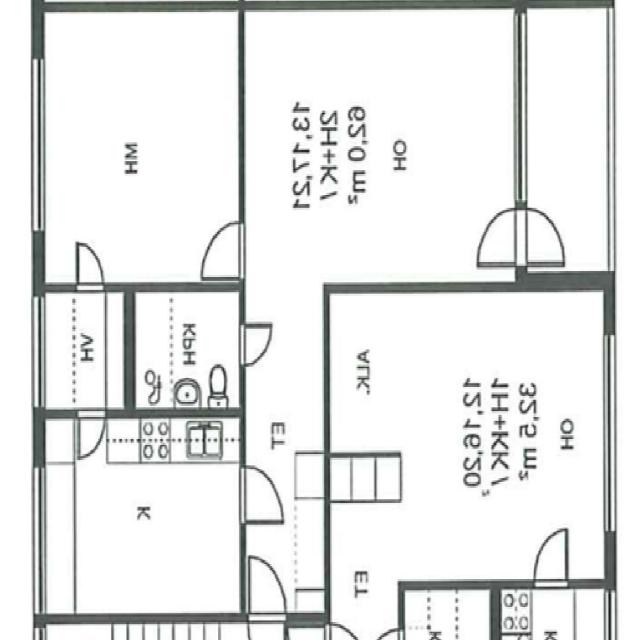 MH
OH
62,0 m²
2H+K /
13,17,21
VH
KPH
ALK.
ET
K
OH
32,5 m²
1H+KK /
12,16,20
ET
K
K